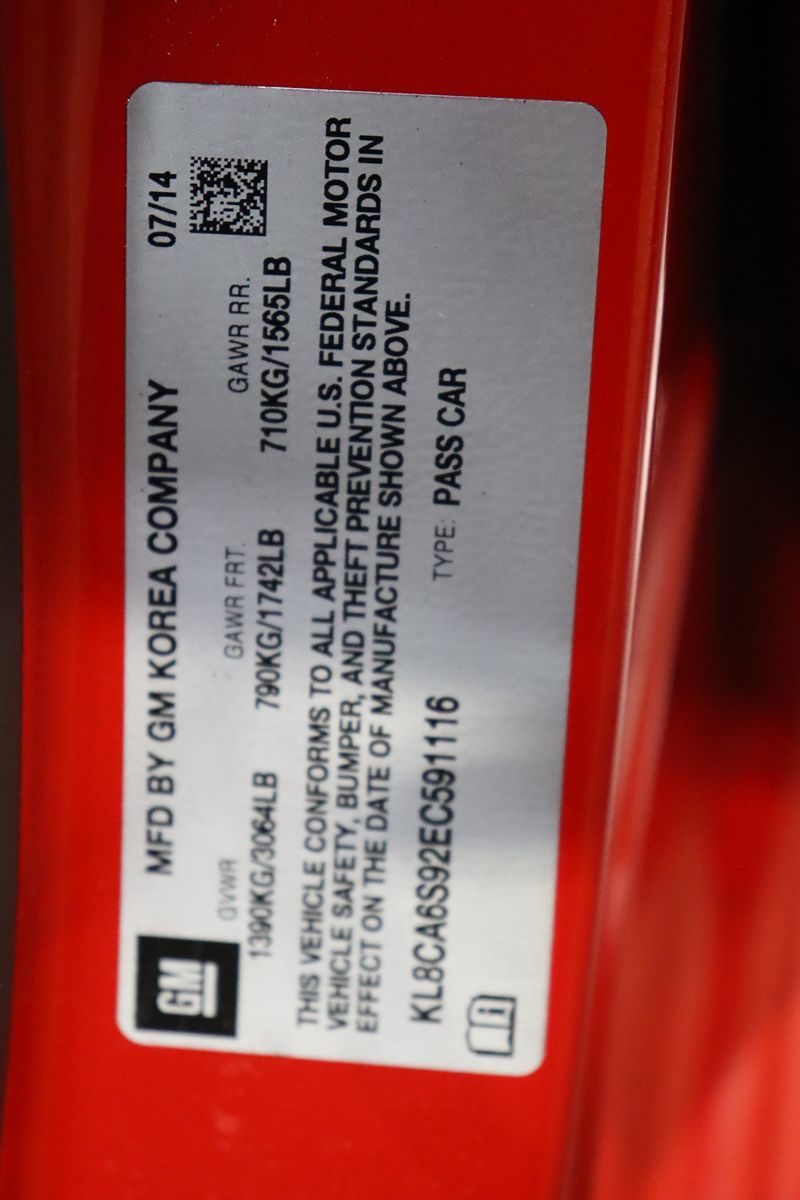 GM
MFD BY GM KOREA COMPANY 07/14
GVWR GAWR FRT. GAWR RR.
1390KG/3064LB 790KG/1742LB 710KG/1565LB
THIS VEHICLE CONFORMS TO ALL APPLICABLE U.S. FEDERAL MOTOR
VEHICLE SAFETY, BUMPER, AND THEFT PREVENTION STANDARDS IN
EFFECT ON THE DATE OF MANUFACTURE SHOWN ABOVE.
KL8CA6S92EC591116 TYPE: PASS CAR